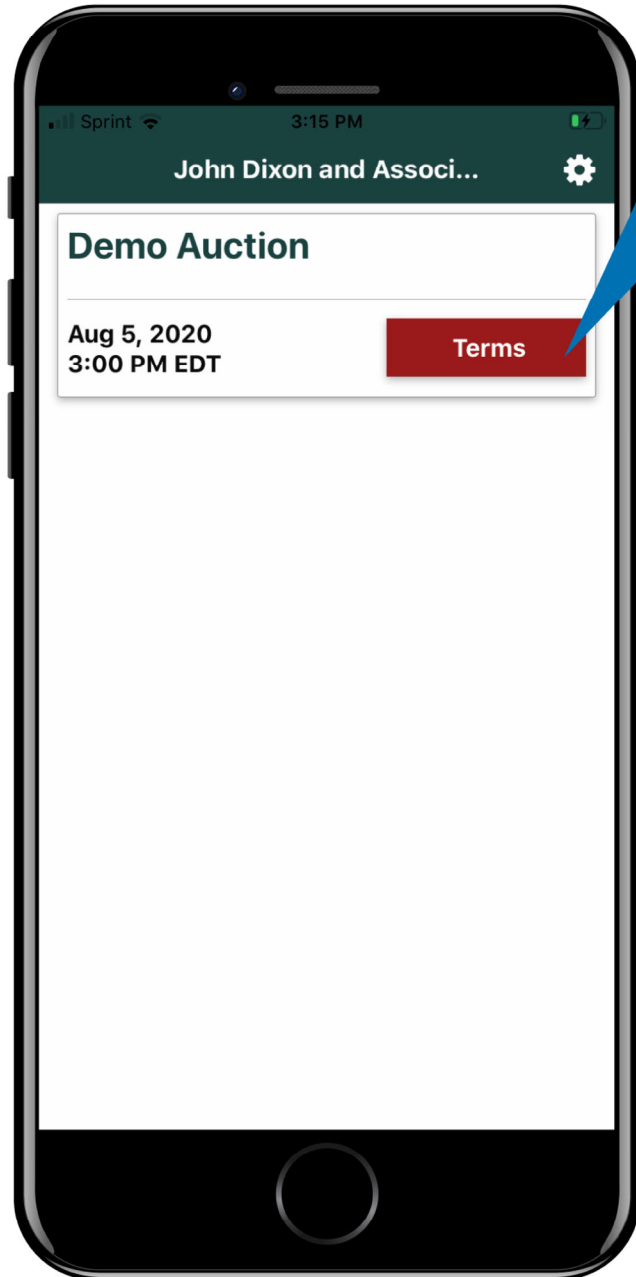 Sprint 3:15 PM
John Dixon and Associ...
Demo Auction
Aug 5, 2020
3:00 PM EDT
Terms